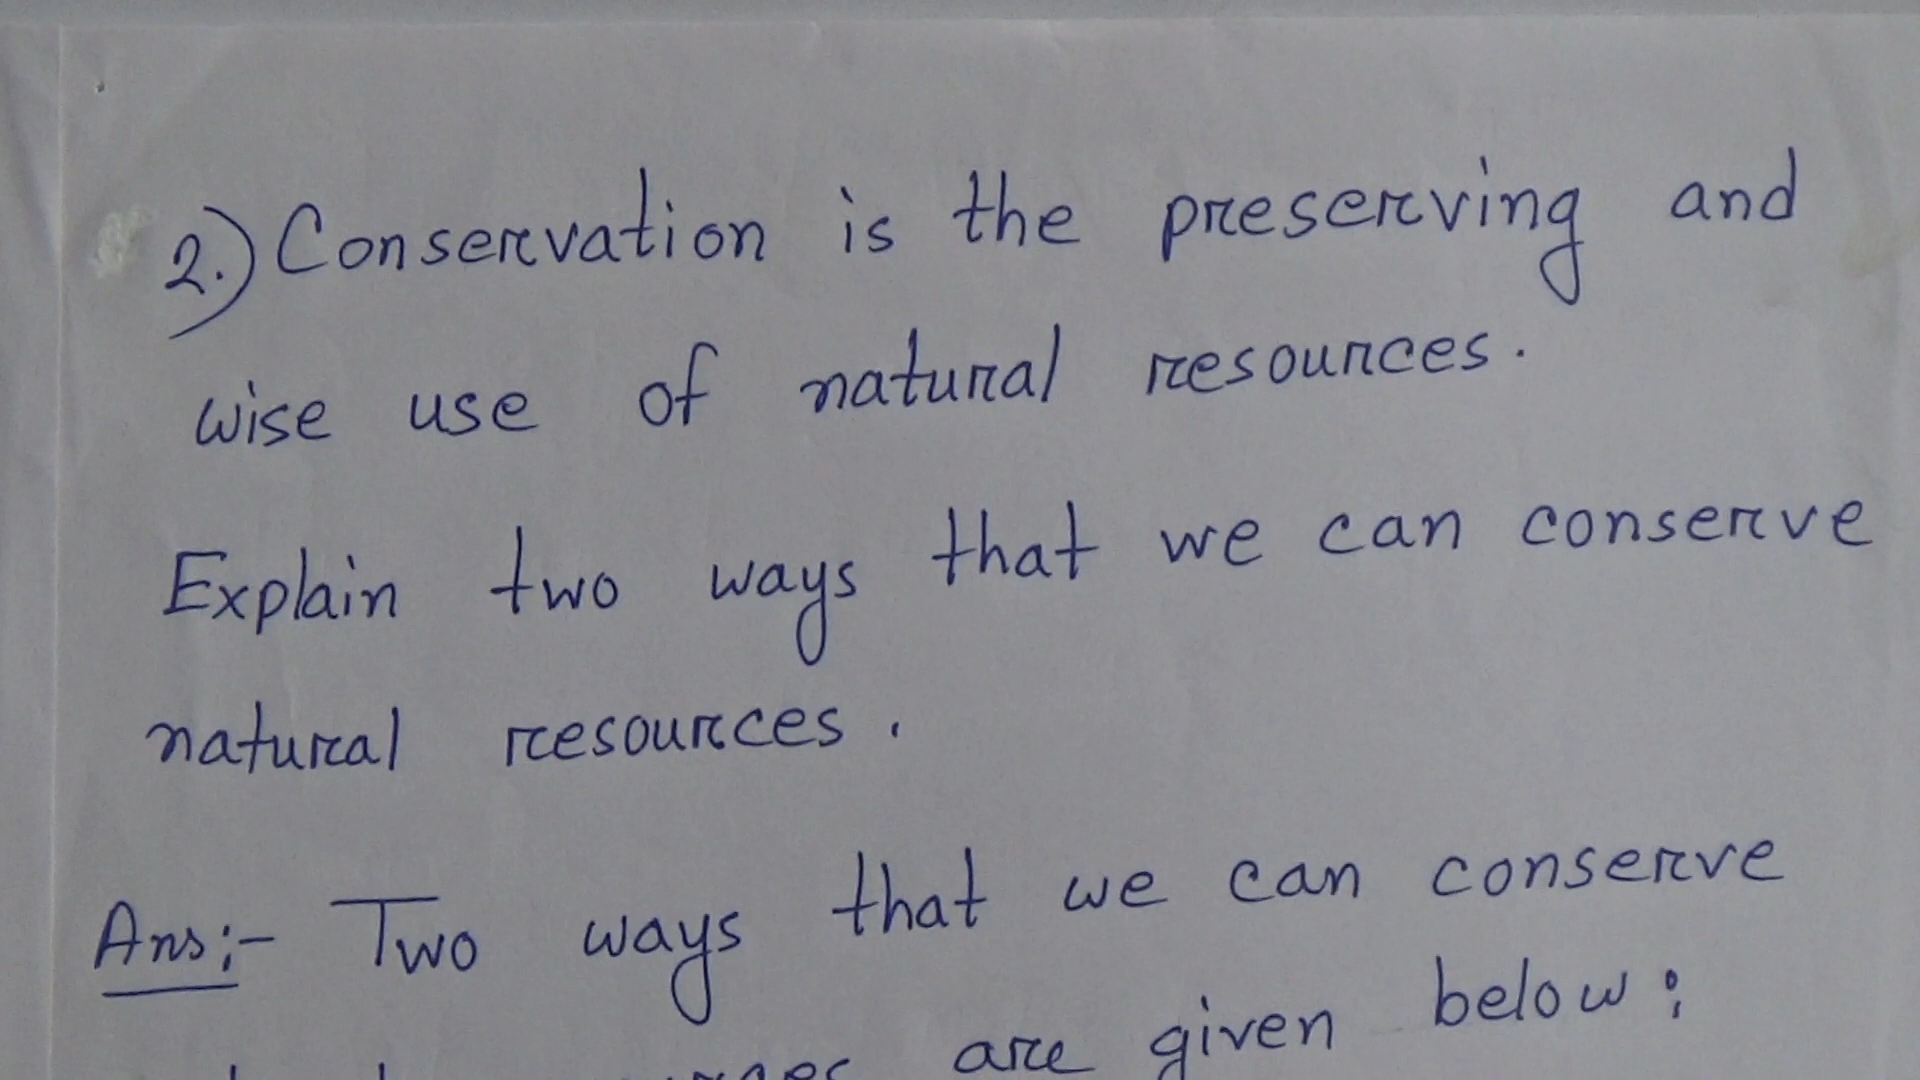 2.) Conservation is the preserving and
wise use of natural resources.
Explain two ways that we can conserve
natural resources.
Ans:- Two ways that we can conserve
are given below: